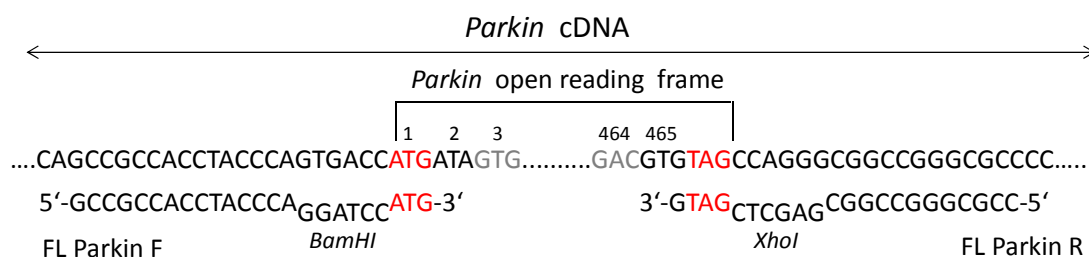 Parkin cDNA
Parkin open reading frame
1 2 3 464 465
....CAGCCGCCACCTACCCAGTGACCATGATAGTG..........GACGTGTAGCCAGGGCGGCCGGGCGCCCC.....
5‘-GCCGCCACCTACCCAGGATCCATG-3‘ 3‘-GTAGCTCGAGCGGCCGGGCGCC-5‘
BamHI XhoI
FL Parkin F FL Parkin R